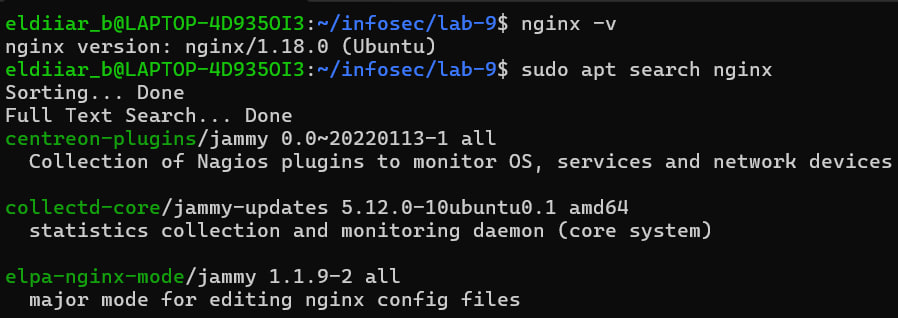 eldiiar_b@LAPTOP-4D935OI3:~/infosec/lab-9$ nginx -v
nginx version: nginx/1.18.0 (Ubuntu)
eldiiar_b@LAPTOP-4D935OI3:~/infosec/lab-9$ sudo apt search nginx
Sorting... Done
Full Text Search... Done
centreon-plugins/jammy 0.0~20220113-1 all
  Collection of Nagios plugins to monitor OS, services and network devices

collectd-core/jammy-updates 5.12.0-10ubuntu0.1 amd64
  statistics collection and monitoring daemon (core system)

elpa-nginx-mode/jammy 1.1.9-2 all
  major mode for editing nginx config files